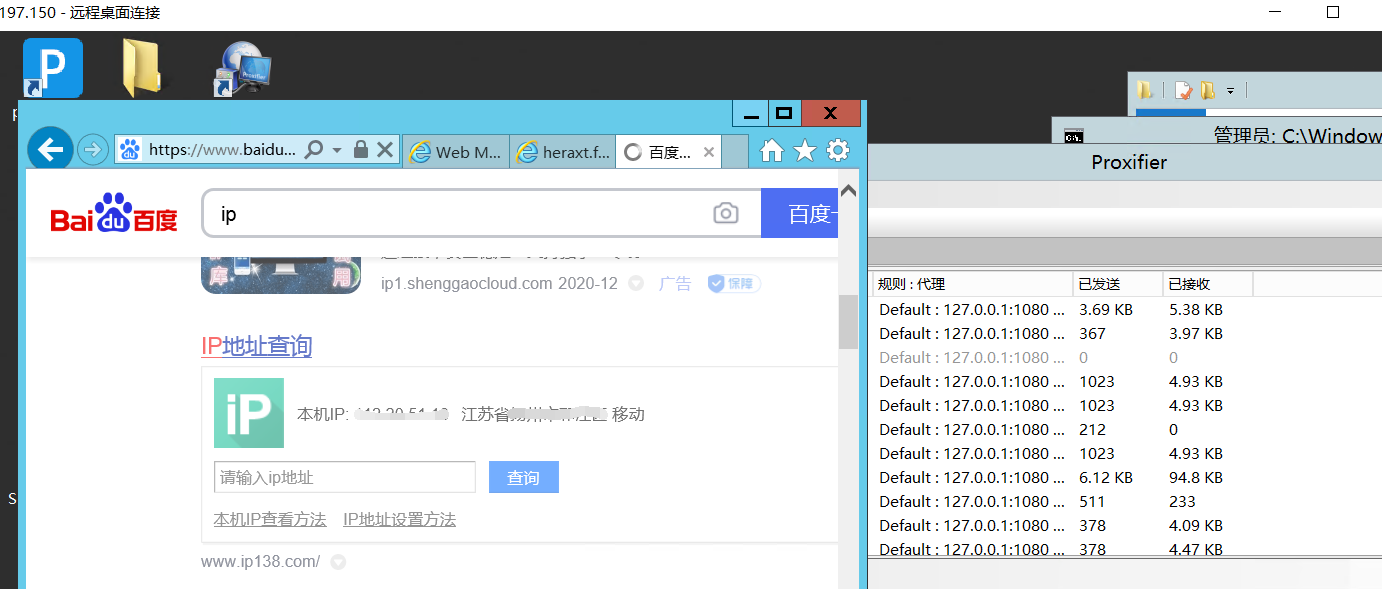 197.150 - 远程桌面连接
管理员: C:\Window
https://www.baidu...
Web M...
heraxt.f...
百度...
Proxifier
Bai du 百度
ip
百度一
ip1.shenggaocloud.com 2020-12
广告
保障
IP地址查询
iP
本机IP:
江苏省
移动
请输入ip地址
查询
本机IP查看方法
IP地址设置方法
www.ip138.com/
规则 : 代理
已发送
已接收
Default : 127.0.0.1:1080 ... 3.69 KB 5.38 KB
Default : 127.0.0.1:1080 ... 367 3.97 KB
Default : 127.0.0.1:1080 ... 0 0
Default : 127.0.0.1:1080 ... 1023 4.93 KB
Default : 127.0.0.1:1080 ... 1023 4.93 KB
Default : 127.0.0.1:1080 ... 212 0
Default : 127.0.0.1:1080 ... 1023 4.93 KB
Default : 127.0.0.1:1080 ... 6.12 KB 94.8 KB
Default : 127.0.0.1:1080 ... 511 233
Default : 127.0.0.1:1080 ... 378 4.09 KB
Default : 127.0.0.1:1080 ... 378 4.47 KB